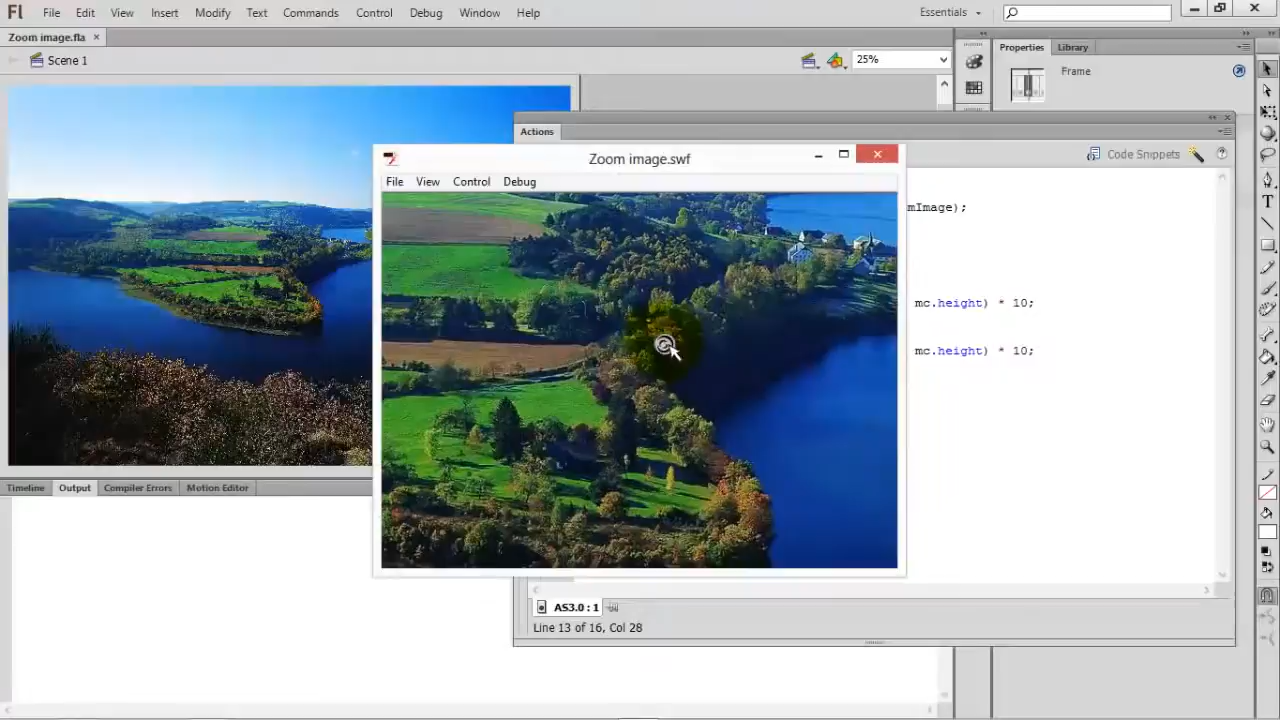 Fl File Edit View Insert Modify Text Commands Control Debug Window Help Essentials
Zoom image.fla ×
Properties Library
Scene 1 25%
Frame
Actions
Code Snippets
Zoom image.swf
File View Control Debug
mImage);
mc.height) * 10;
mc.height) * 10;
Timeline Output Compiler Errors Motion Editor
AS3.0 : 1
Line 13 of 16, Col 28